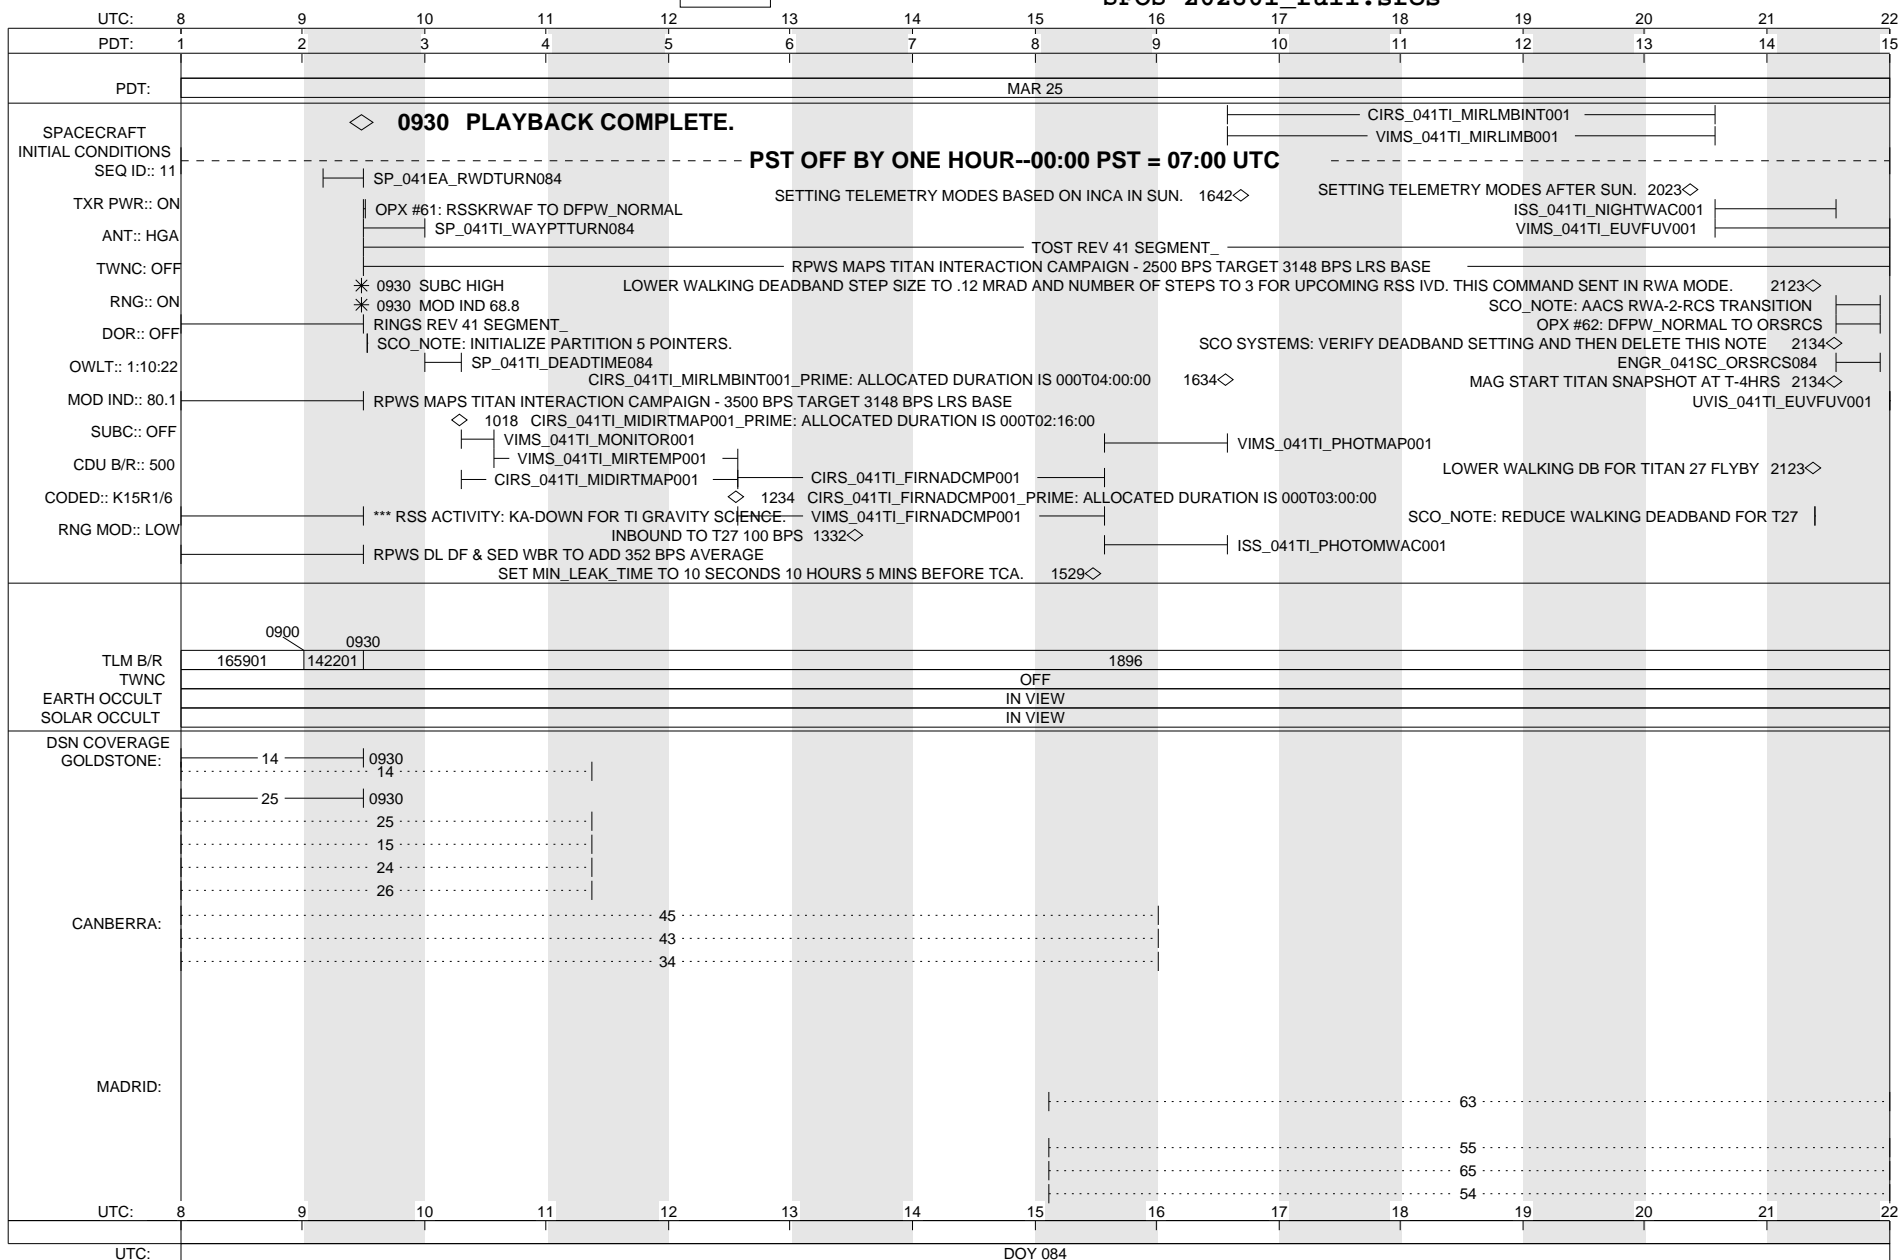 UTC: 8 9 10 11 12 13 14 15 16 17 18 19 20 21 22
PDT: 1 2 3 4 5 6 7 8 9 10 11 12 13 14 15
PDT: MAR 25
0930 PLAYBACK COMPLETE.
CIRS_041TI_MIRLMBINT001
VIMS_041TI_MIRLIMB001
SPACECRAFT
INITIAL CONDITIONS
PST OFF BY ONE HOUR--00:00 PST = 07:00 UTC
SEQ ID:: 11
SP_041EA_RWDTURN084
SETTING TELEMETRY MODES BASED ON INCA IN SUN. 1642
SETTING TELEMETRY MODES AFTER SUN. 2023
TXR PWR:: ON
OPX #61: RSSKRWAF TO DFPW_NORMAL
ISS_041TI_NIGHTWAC001
ANT:: HGA
SP_041TI_WAYPTTURN084
VIMS_041TI_EUVFUV001
TOST REV 41 SEGMENT_
TWNC: OFF
RPWS MAPS TITAN INTERACTION CAMPAIGN - 2500 BPS TARGET 3148 BPS LRS BASE
0930 SUBC HIGH
LOWER WALKING DEADBAND STEP SIZE TO .12 MRAD AND NUMBER OF STEPS TO 3 FOR UPCOMING RSS IVD. THIS COMMAND SENT IN RWA MODE. 2123
RNG:: ON
0930 MOD IND 68.8
SCO_NOTE: AACS RWA-2-RCS TRANSITION
DOR:: OFF
RINGS REV 41 SEGMENT_
OPX #62: DFPW_NORMAL TO ORSRCS
SCO_NOTE: INITIALIZE PARTITION 5 POINTERS.
SCO SYSTEMS: VERIFY DEADBAND SETTING AND THEN DELETE THIS NOTE 2134
OWLT:: 1:10:22
SP_041TI_DEADTIME084
ENGR_041SC_ORSRCS084
CIRS_041TI_MIRLMBINT001_PRIME: ALLOCATED DURATION IS 000T04:00:00 1634
MAG START TITAN SNAPSHOT AT T-4HRS 2134
MOD IND:: 80.1
RPWS MAPS TITAN INTERACTION CAMPAIGN - 3500 BPS TARGET 3148 BPS LRS BASE
UVIS_041TI_EUVFUV001
1018 CIRS_041TI_MIDIRTMAP001_PRIME: ALLOCATED DURATION IS 000T02:16:00
SUBC:: OFF
VIMS_041TI_MONITOR001
VIMS_041TI_PHOTMAP001
VIMS_041TI_MIRTEMP001
CDU B/R:: 500
LOWER WALKING DB FOR TITAN 27 FLYBY 2123
CIRS_041TI_MIDIRTMAP001
CIRS_041TI_FIRNADCMP001
CODED:: K15R1/6
1234 CIRS_041TI_FIRNADCMP001_PRIME: ALLOCATED DURATION IS 000T03:00:00
*** RSS ACTIVITY: KA-DOWN FOR TI GRAVITY SCIENCE.
VIMS_041TI_FIRNADCMP001
SCO_NOTE: REDUCE WALKING DEADBAND FOR T27
RNG MOD:: LOW
INBOUND TO T27 100 BPS 1332
ISS_041TI_PHOTOMWAC001
RPWS DL DF & SED WBR TO ADD 352 BPS AVERAGE
SET MIN_LEAK_TIME TO 10 SECONDS 10 HOURS 5 MINS BEFORE TCA. 1529
0900
0930
TLM B/R 165901 142201 1896
TWNC OFF
EARTH OCCULT IN VIEW
SOLAR OCCULT IN VIEW
DSN COVERAGE
GOLDSTONE: 14 0930
14
25 0930
25
15
24
26
45
CANBERRA:
43
34
MADRID:
63
55
65
54
UTC: 8 9 10 11 12 13 14 15 16 17 18 19 20 21 22
UTC: DOY 084